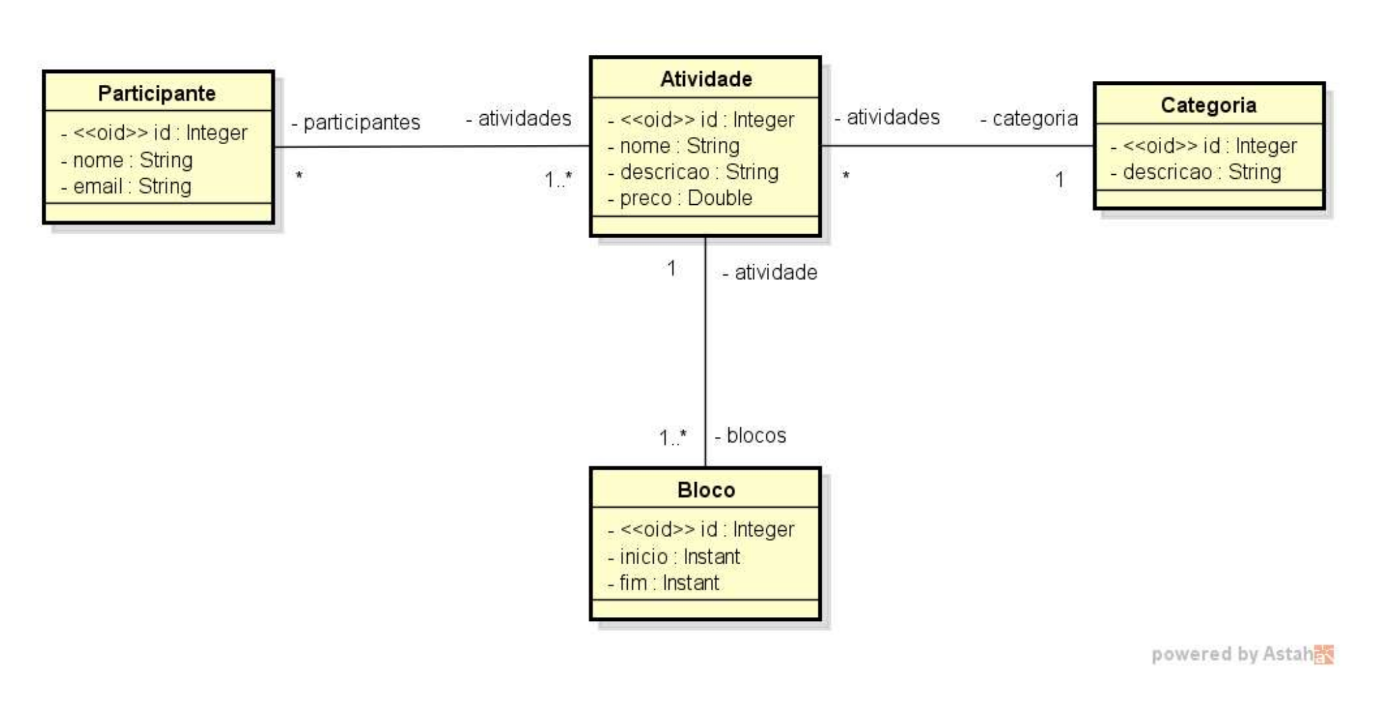 Participante
- <<oid>> id : Integer
- nome : String
- email : String
- participantes
*
- atividades
1..*
Atividade
- <<oid>> id : Integer
- nome : String
- descricao : String
- preco : Double
- atividades
*
- categoria
1
Categoria
- <<oid>> id : Integer
- descricao : String
1
- atividade
1..*
- blocos
Bloco
- <<oid>> id : Integer
- inicio : Instant
- fim : Instant
powered by Astah